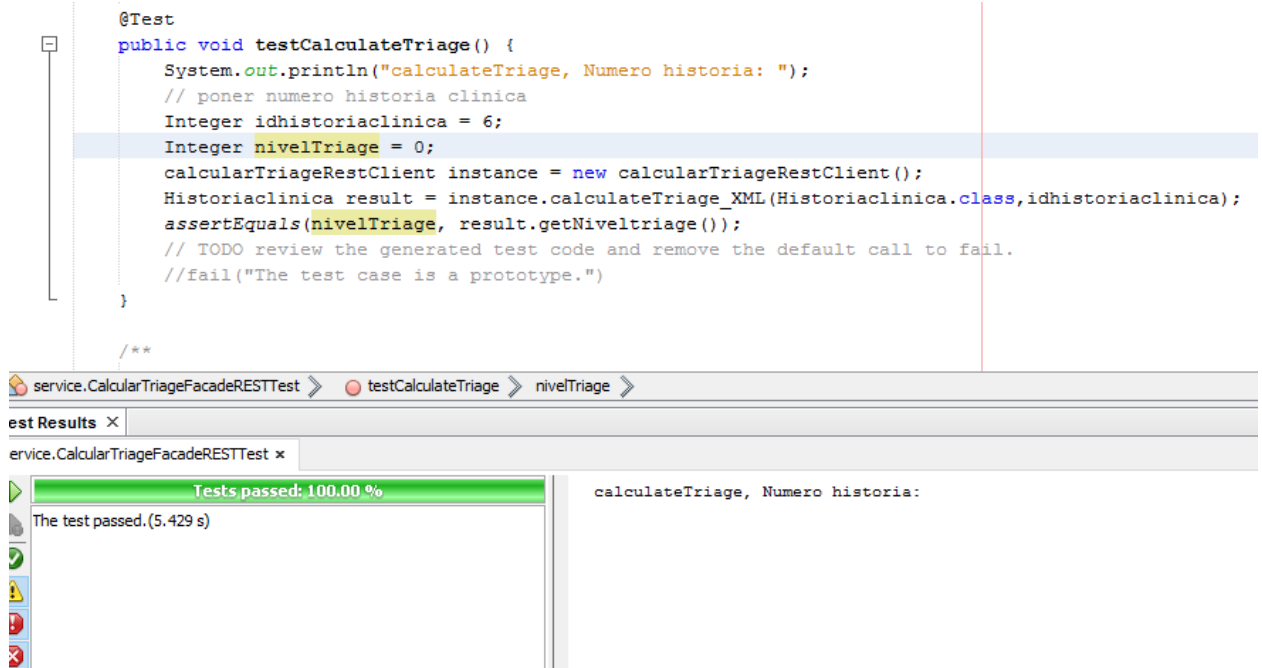 @Test
public void testCalculateTriage() {
System.out.println("calculateTriage, Numero historia: ");
// poner numero historia clinica
Integer idhistoriaclinica = 6;
Integer nivelTriage = 0;
calcularTriageRestClient instance = new calcularTriageRestClient();
Historiaclinica result = instance.calculateTriage_XML(Historiaclinica.class,idhistoriaclinica);
assertEquals(nivelTriage, result.getNiveltriage());
// TODO review the generated test code and remove the default call to fail.
//fail("The test case is a prototype.")
}
/**
service.CalcularTriageFacadeRESTTest testCalculateTriage nivelTriage
est Results ×
ervice.CalcularTriageFacadeRESTTest ×
Tests passed: 100.00 %
The test passed.(5.429 s)
calculateTriage, Numero historia: